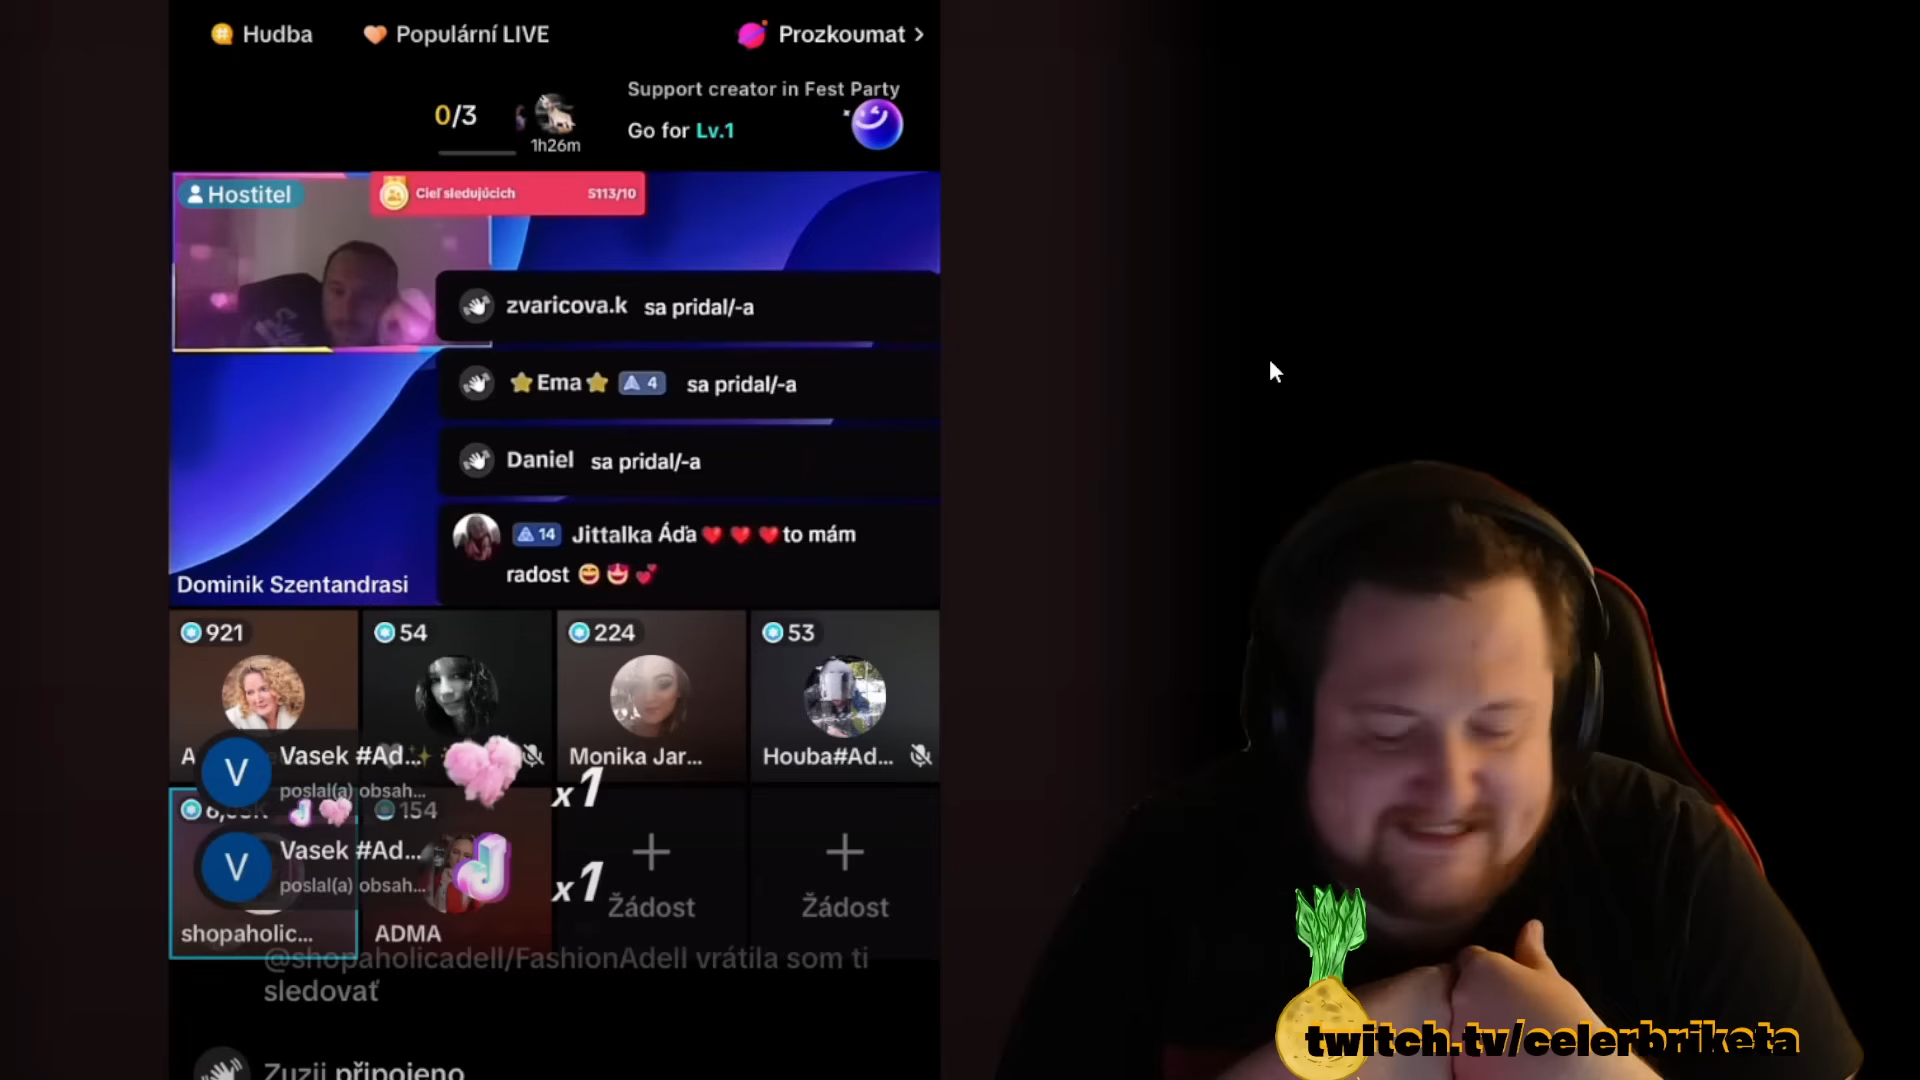 Hudba
Populární LIVE
Prozkoumat >
0/3
1h26m
Support creator in Fest Party
Go for Lv.1
Hostitel
Cieľ sledujúcich
S113/10
zvaricova.k sa pridal/-a
Ema 4 sa pridal/-a
Daniel sa pridal/-a
14 Jittalka Áďa to mám
radost
Dominik Szentandrasi
921
54
224
53
A
Monika Jar...
Houba#Ad...
Vasek #Ad...
poslal(a) obsah...
x1
154
Vasek #Ad...
poslal(a) obsah...
x1
Žádost
Žádost
shopaholic...
ADMA
@shopaholicadell/FashionAdell vrátila som ti
sledovať
Zuzii připojeno
twitch.tv/celerbriketa